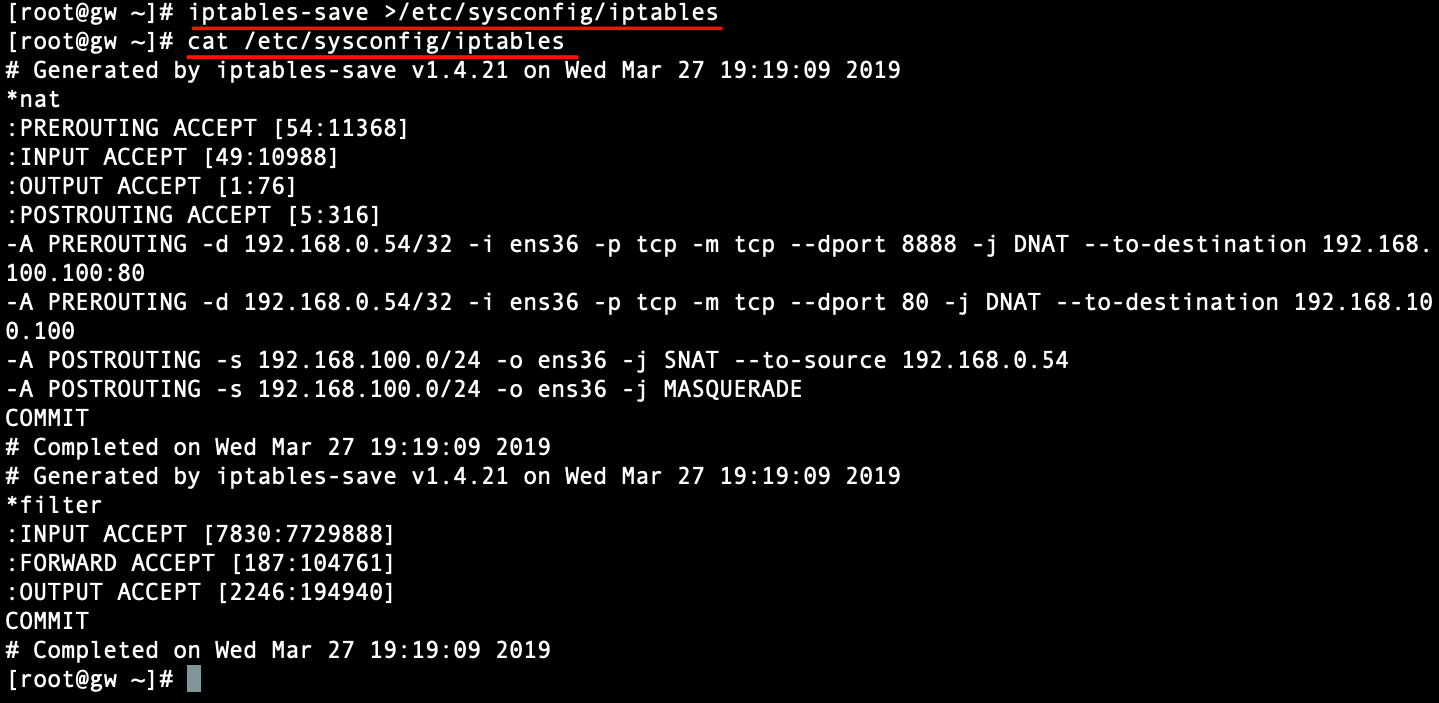 [root@gw ~]# iptables-save >/etc/sysconfig/iptables
[root@gw ~]# cat /etc/sysconfig/iptables
# Generated by iptables-save v1.4.21 on Wed Mar 27 19:19:09 2019
*nat
:PREROUTING ACCEPT [54:11368]
:INPUT ACCEPT [49:10988]
:OUTPUT ACCEPT [1:76]
:POSTROUTING ACCEPT [5:316]
-A PREROUTING -d 192.168.0.54/32 -i ens36 -p tcp -m tcp --dport 8888 -j DNAT --to-destination 192.168.
100.100:80
-A PREROUTING -d 192.168.0.54/32 -i ens36 -p tcp -m tcp --dport 80 -j DNAT --to-destination 192.168.10
0.100
-A POSTROUTING -s 192.168.100.0/24 -o ens36 -j SNAT --to-source 192.168.0.54
-A POSTROUTING -s 192.168.100.0/24 -o ens36 -j MASQUERADE
COMMIT
# Completed on Wed Mar 27 19:19:09 2019
# Generated by iptables-save v1.4.21 on Wed Mar 27 19:19:09 2019
*filter
:INPUT ACCEPT [7830:7729888]
:FORWARD ACCEPT [187:104761]
:OUTPUT ACCEPT [2246:194940]
COMMIT
# Completed on Wed Mar 27 19:19:09 2019
[root@gw ~]#